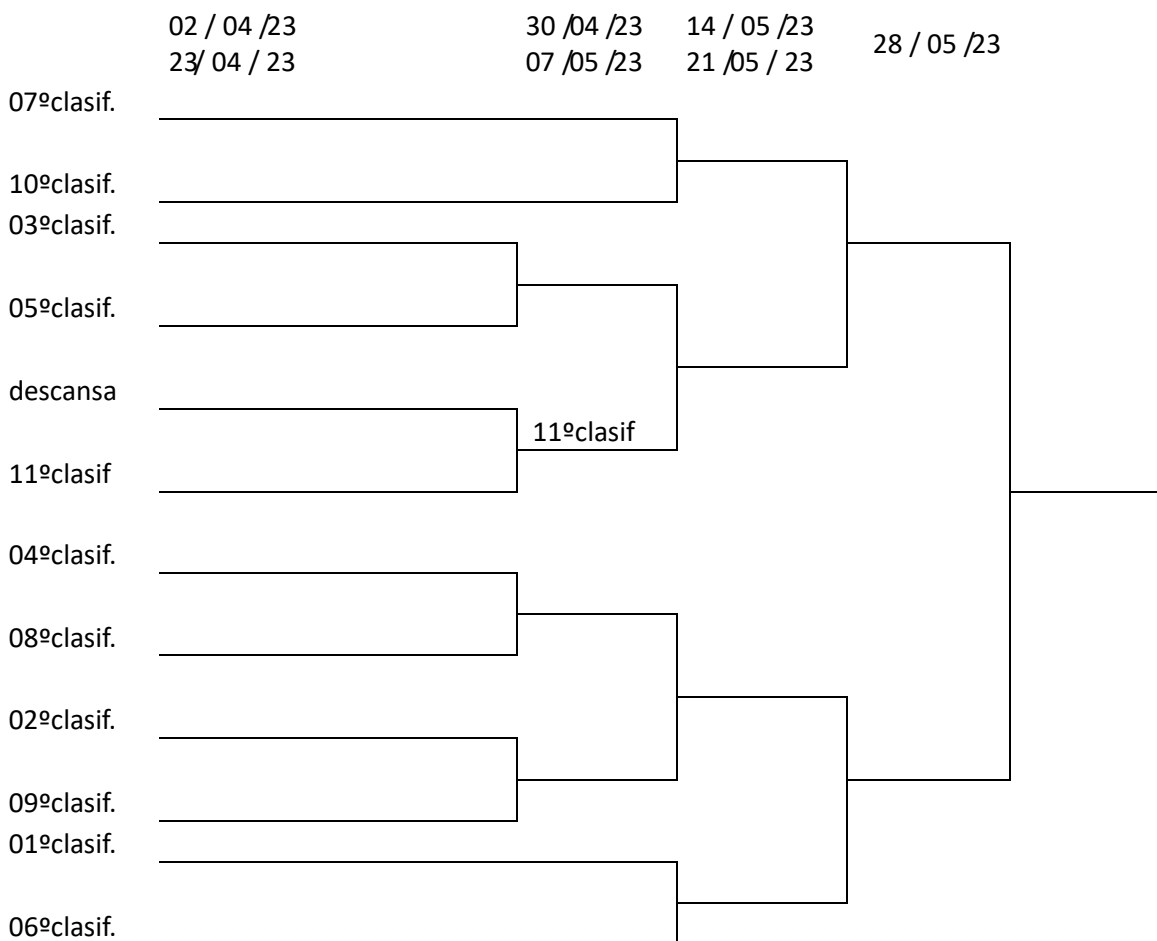 02 / 04 /23
23/ 04 / 23
30 /04 /23
07 /05 /23
14 / 05 /23
21 /05 / 23
28 / 05 /23
07ºclasif.
10ºclasif.
03ºclasif.
05ºclasif.
descansa
11ºclasif
11ºclasif
04ºclasif.
08ºclasif.
02ºclasif.
09ºclasif.
01ºclasif.
06ºclasif.